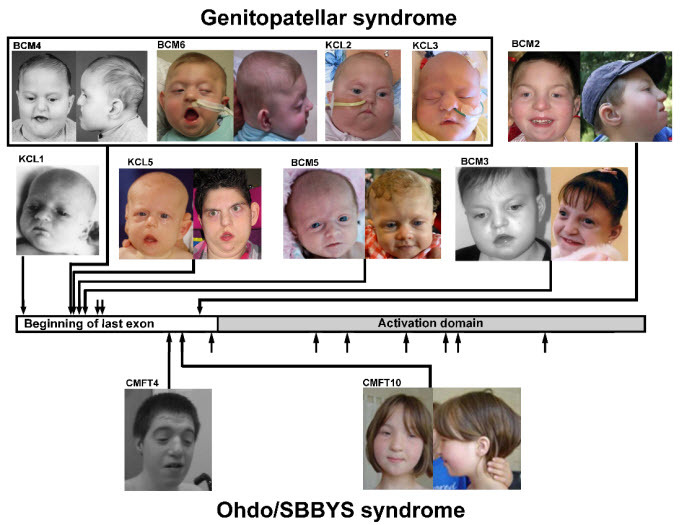 Genitopatellar syndrome
BCM4
BCM6
KCL2
KCL3
BCM2
KCL1
KCL5
BCM5
BCM3
Beginning of last exon
Activation domain
CMFT4
CMFT10
Ohdo/SBBYS syndrome